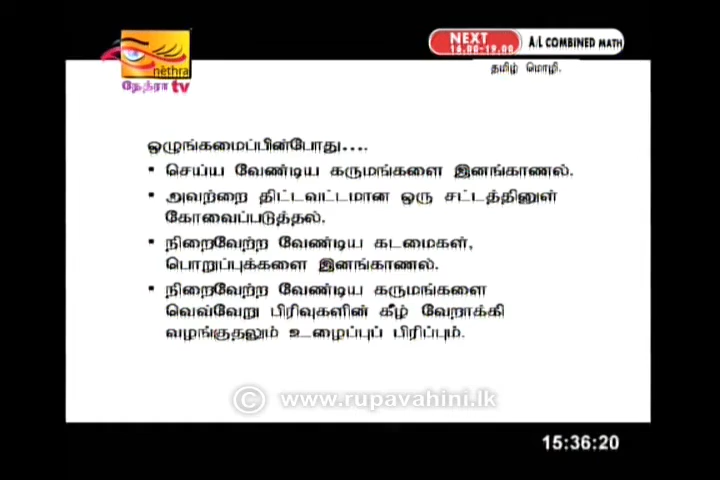 NEXT
16.00-19.00
A/L COMBINED MATH
nethra
நேத்ரா tv
தமிழ் மொழி.
ஒழுங்கமைப்பின்போது....
▪ செய்ய வேண்டிய கருமங்களை இனங்காணல்.
▪ அவற்றை திட்டவட்டமான ஒரு சட்டத்தினுள்
கோவைப்படுத்தல்.
▪ நிறைவேற்ற வேண்டிய கடமைகள்,
பொறுப்புக்களை இனங்காணல்.
▪ நிறைவேற்ற வேண்டிய கருமங்களை
வெவ்வேறு பிரிவுகளின் கீழ் வேறாக்கி
வழங்குதலும் உழைப்புப் பிரிப்பும்.
© www.rupavahini.lk
15:36:20